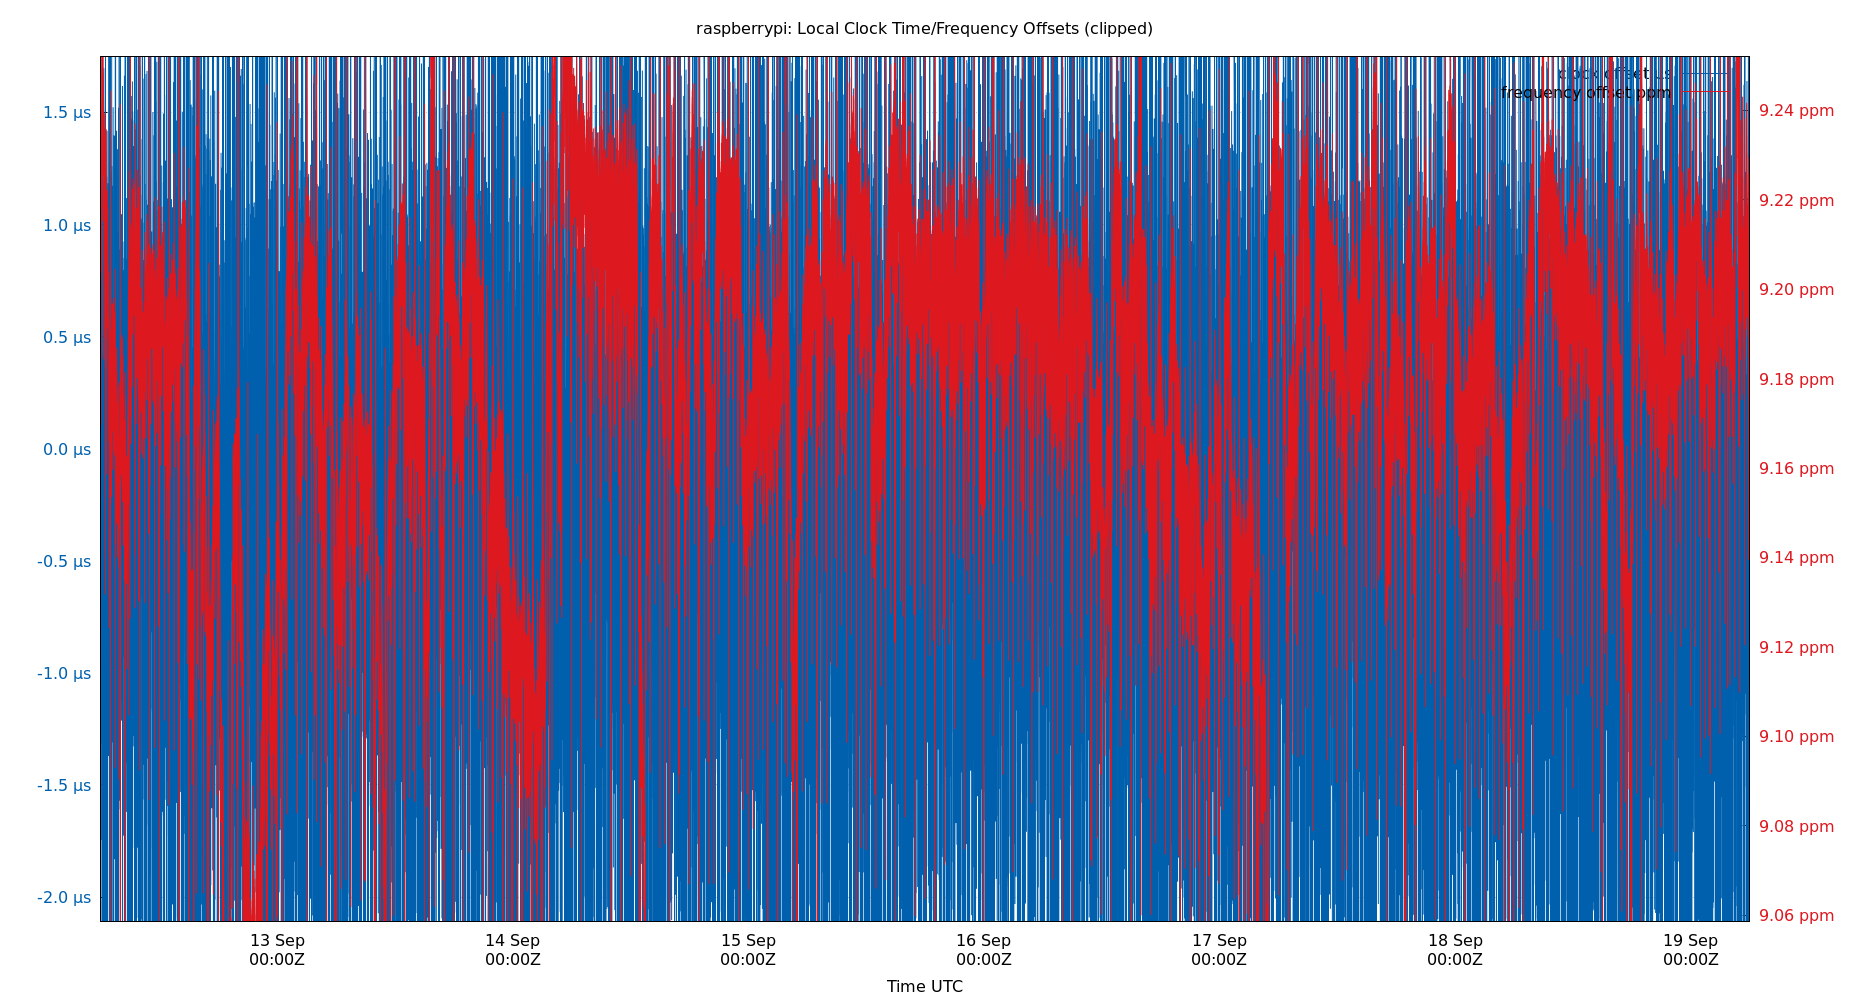 raspberrypi: Local Clock Time/Frequency Offsets (clipped)
clock offset µs
frequency offset ppm
1.5 µs
1.0 µs
0.5 µs
0.0 µs
-0.5 µs
-1.0 µs
-1.5 µs
-2.0 µs
9.24 ppm
9.22 ppm
9.20 ppm
9.18 ppm
9.16 ppm
9.14 ppm
9.12 ppm
9.10 ppm
9.08 ppm
9.06 ppm
13 Sep
00:00Z
14 Sep
00:00Z
15 Sep
00:00Z
16 Sep
00:00Z
17 Sep
00:00Z
18 Sep
00:00Z
19 Sep
00:00Z
Time UTC